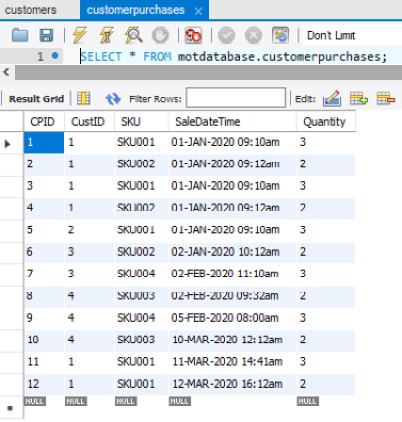 customers customerpurchases ×
Don't Limit
1 SELECT * FROM motdatabase.customerpurchases;
Result Grid Filter Rows: Edit:
CPID CustID SKU SaleDateTime Quantity
1 1 SKU001 01-JAN-2020 09:10am 3
2 1 SKU002 01-JAN-2020 09:12am 2
3 1 SKU001 01-JAN-2020 09:10am 3
4 1 SKU002 01-JAN-2020 09:12am 2
5 2 SKU001 01-JAN-2020 09:10am 3
6 3 SKU002 02-JAN-2020 10:12am 2
7 3 SKU004 02-FEB-2020 11:10am 3
8 4 SKU003 02-FEB-2020 09:32am 2
9 4 SKU004 05-FEB-2020 08:00am 3
10 4 SKU003 10-MAR-2020 12:12am 2
11 1 SKU001 11-MAR-2020 14:41am 3
12 1 SKU001 12-MAR-2020 16:12am 2
NULL NULL NULL NULL NULL